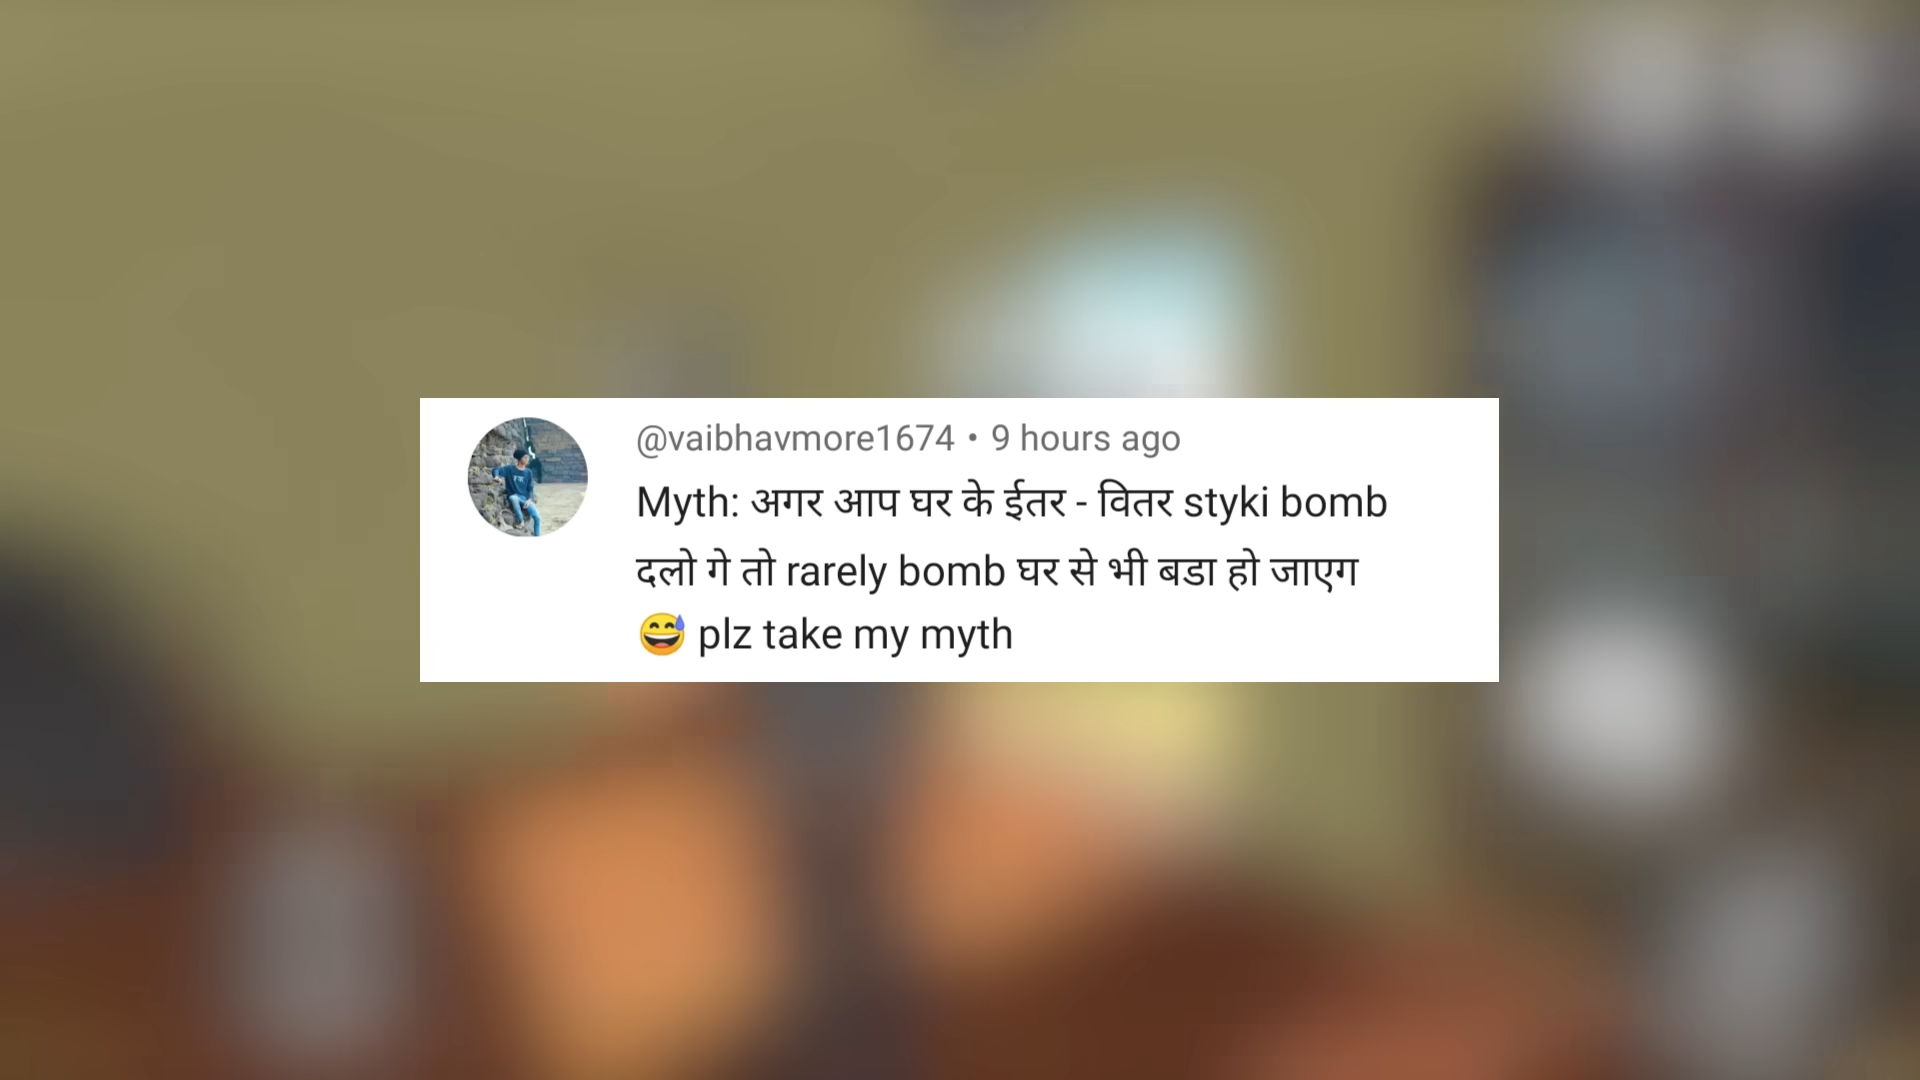 @vaibhavmore1674 • 9 hours ago
Myth: अगर आप घर के ईतर - वितर styki bomb
दलो गे तो rarely bomb घर से भी बडा हो जाएग
😅 plz take my myth